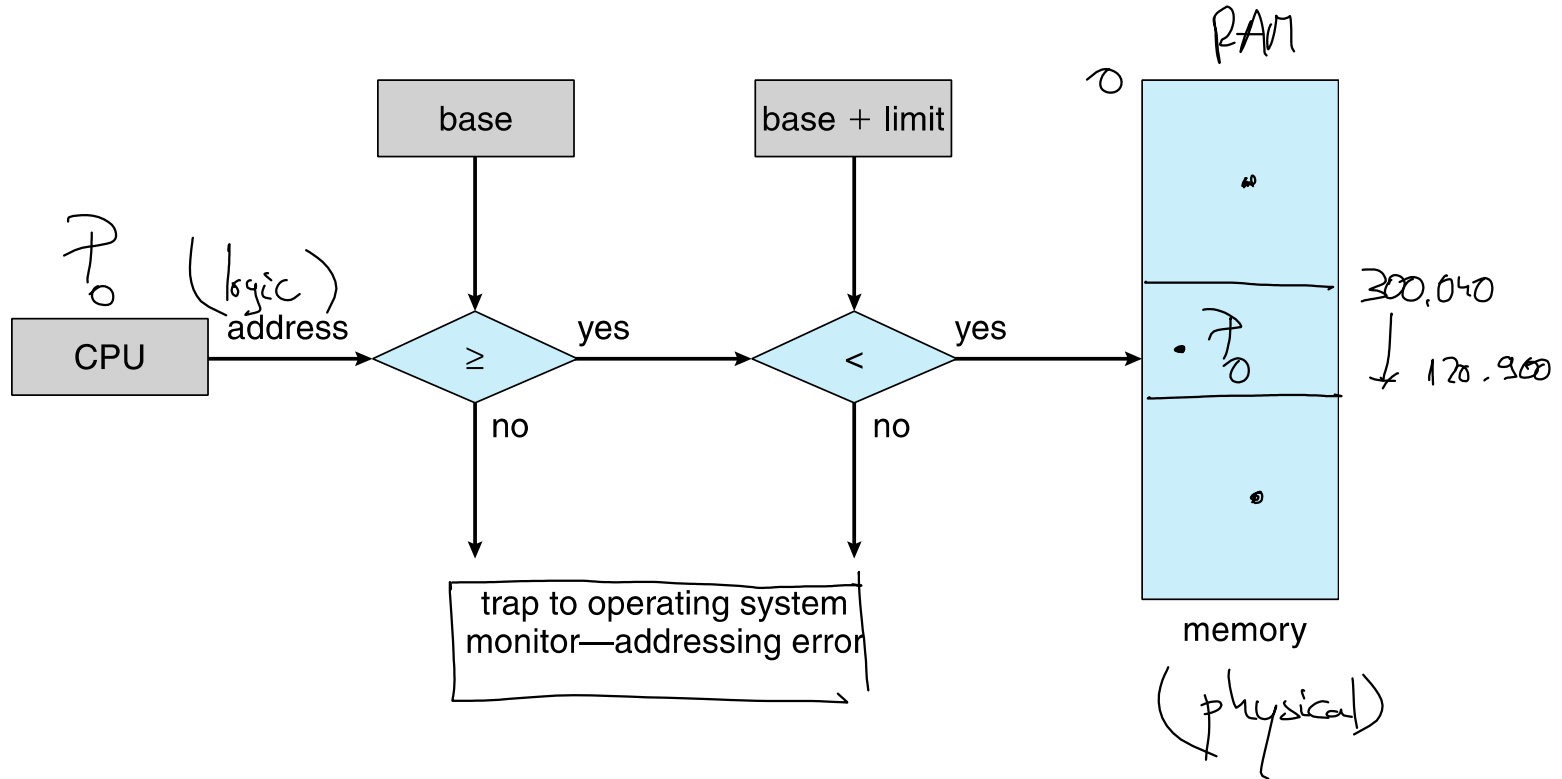 RAM
0
base
base + limit
P0
(logic)
300.040
address
yes
yes
CPU
≥
<
P0
120.900
no
no
trap to operating system
monitor—addressing error
memory
(physical)